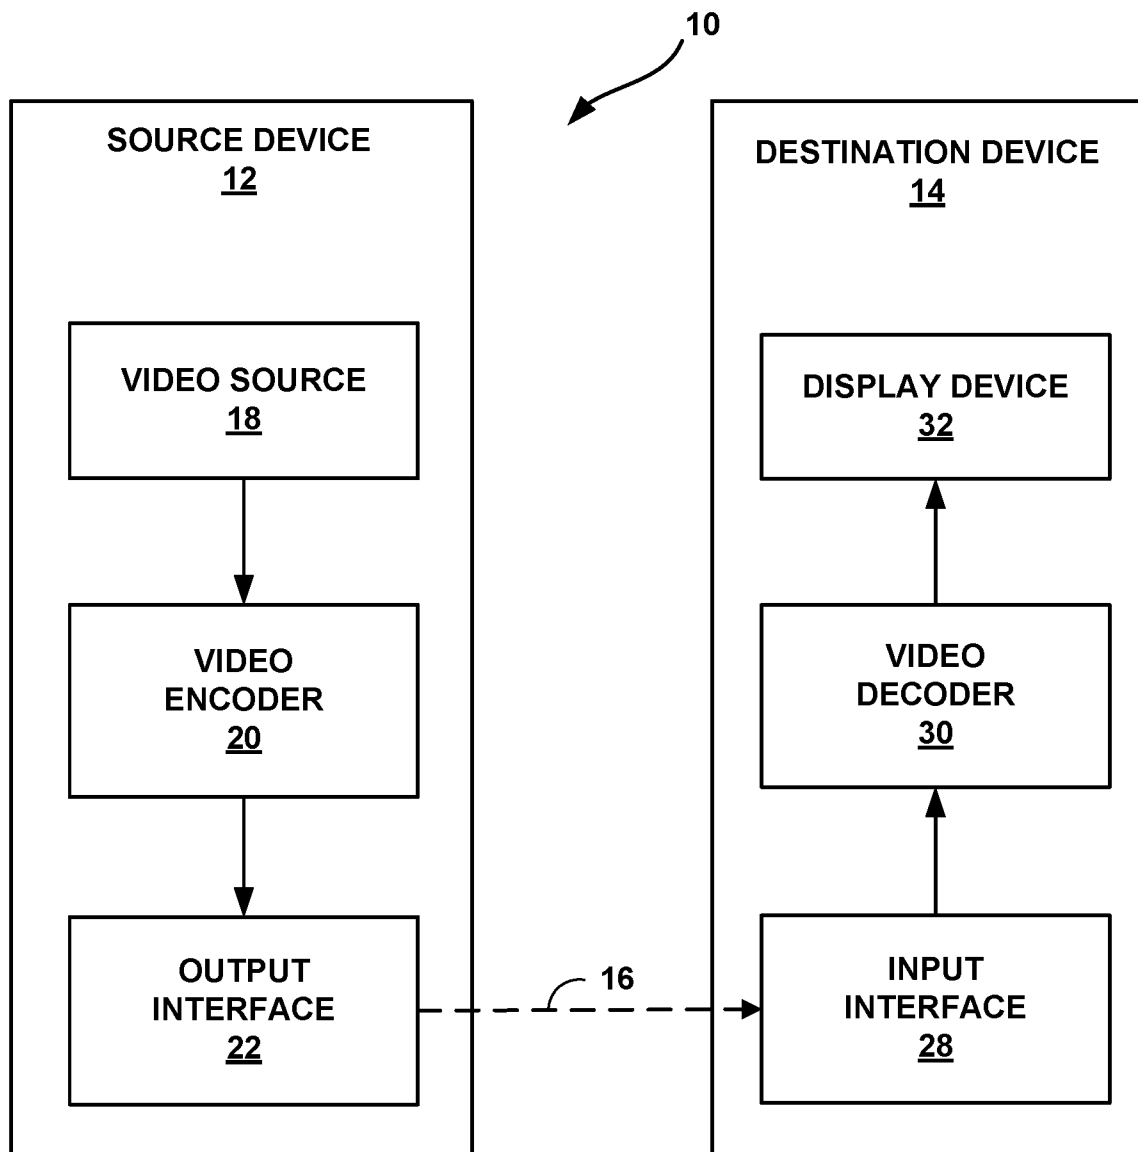 10
SOURCE DEVICE
12
VIDEO SOURCE
18
VIDEO
ENCODER
20
OUTPUT
INTERFACE
22
16
DESTINATION DEVICE
14
DISPLAY DEVICE
32
VIDEO
DECODER
30
INPUT
INTERFACE
28